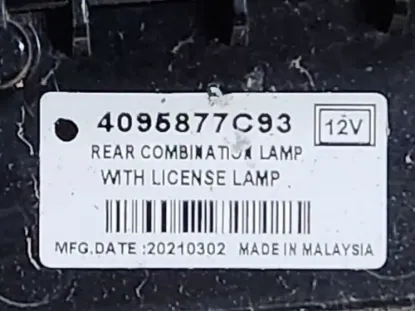 4095877C93 12V
REAR COMBINATION LAMP
WITH LICENSE LAMP
MFG.DATE :20210302 MADE IN MALAYSIA